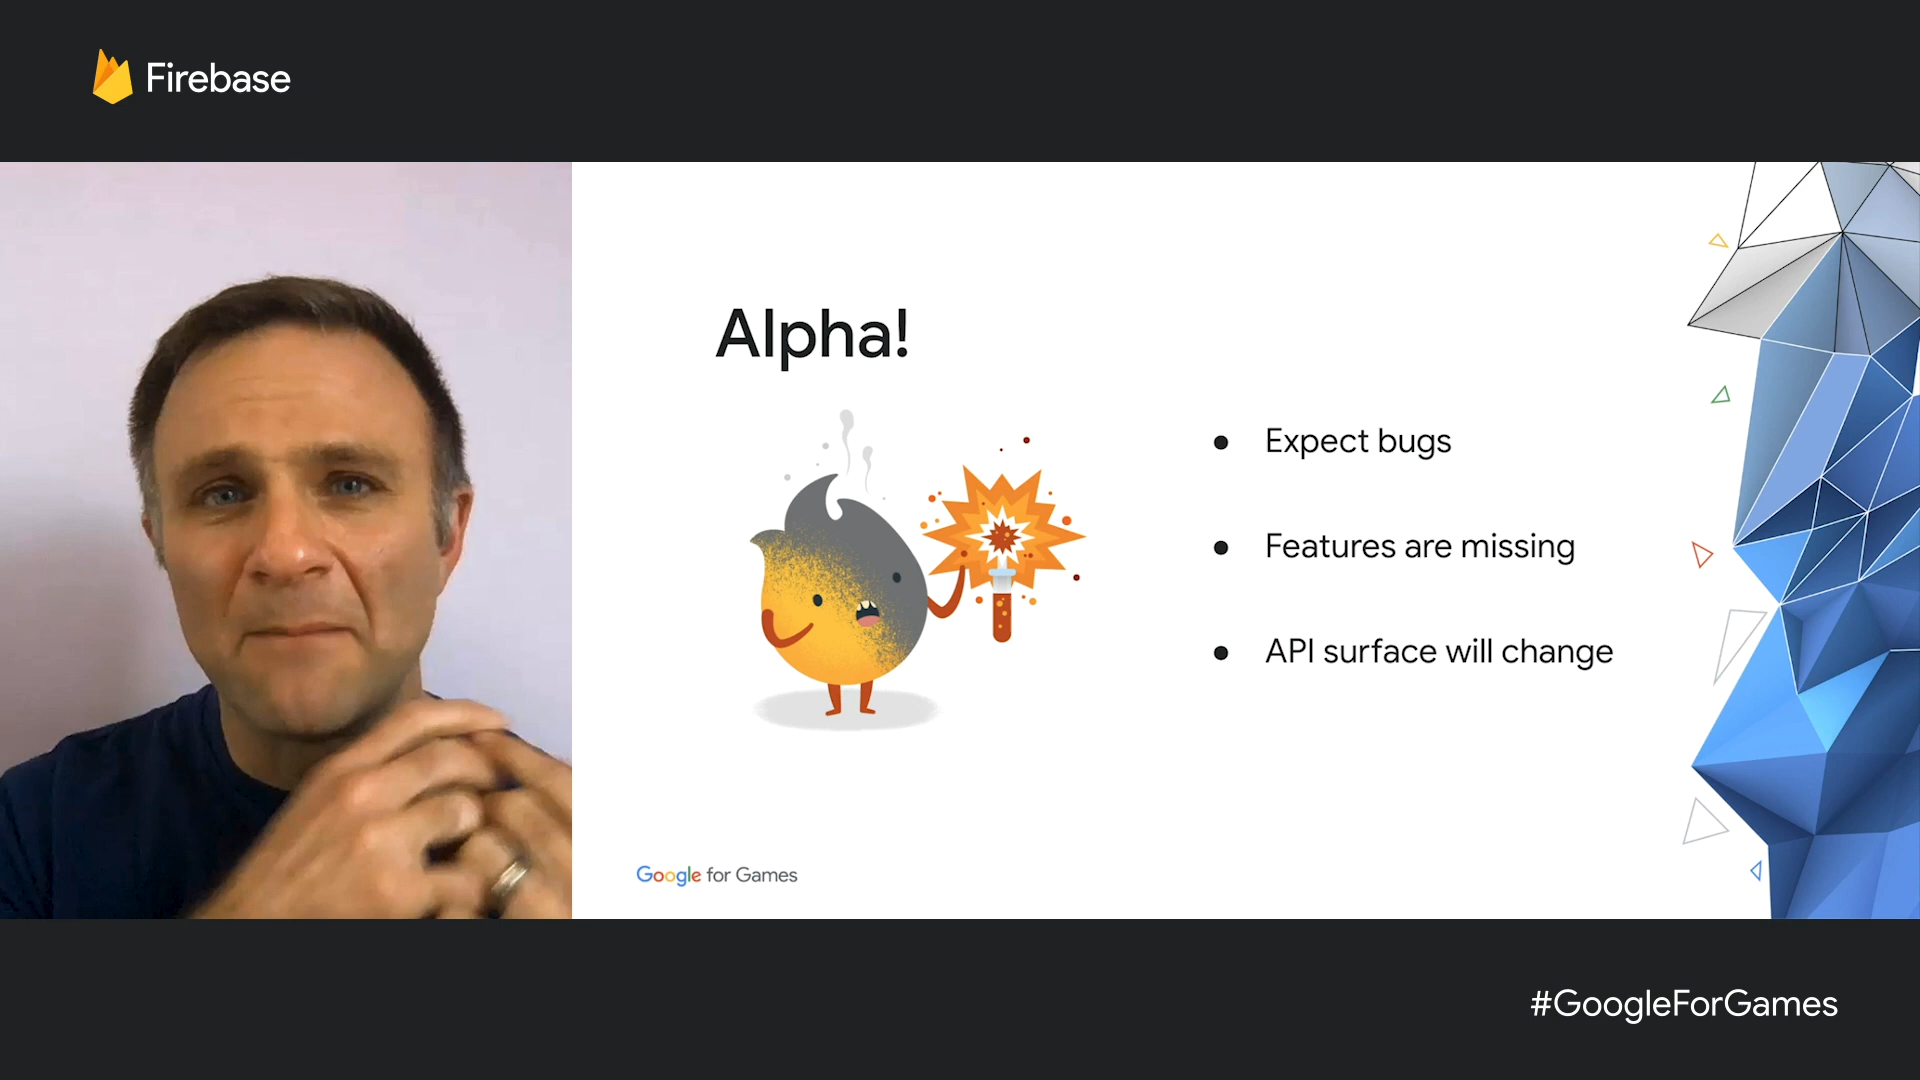 Firebase
Alpha!
● Expect bugs
● Features are missing
● API surface will change
Google for Games
#GoogleForGames